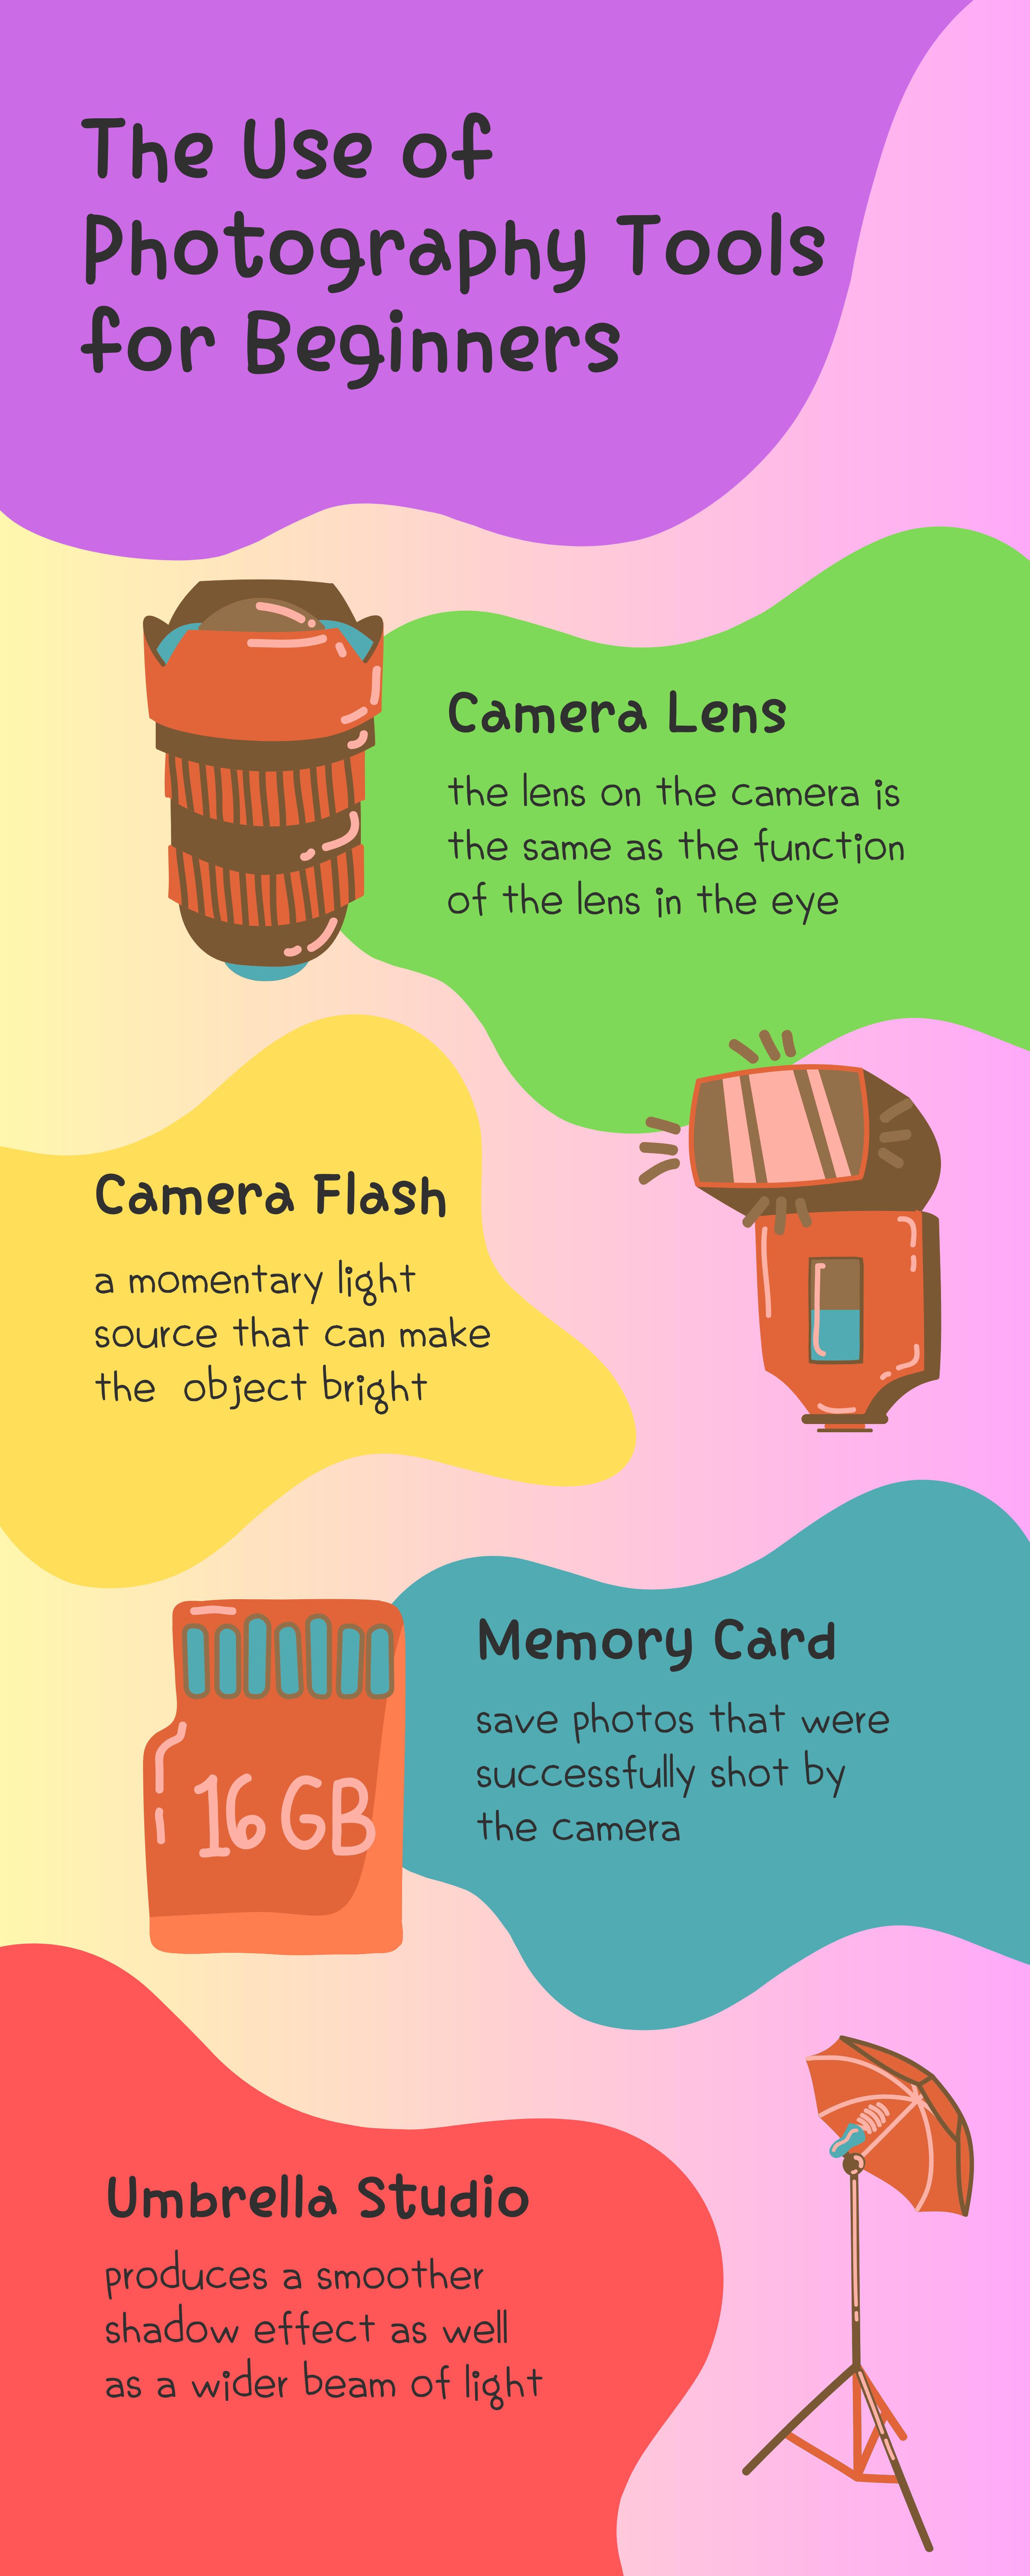 The Use of
Photography Tools
for Beginners
Camera Lens
the lens on the camera is
the same as the function
of the lens in the eye
Camera Flash
a momentary light
source that can make
the  object bright
Memory Card
save photos that were
successfully shot by
the camera
16 GB
Umbrella Studio
produces a smoother
shadow effect as well
as a wider beam of light